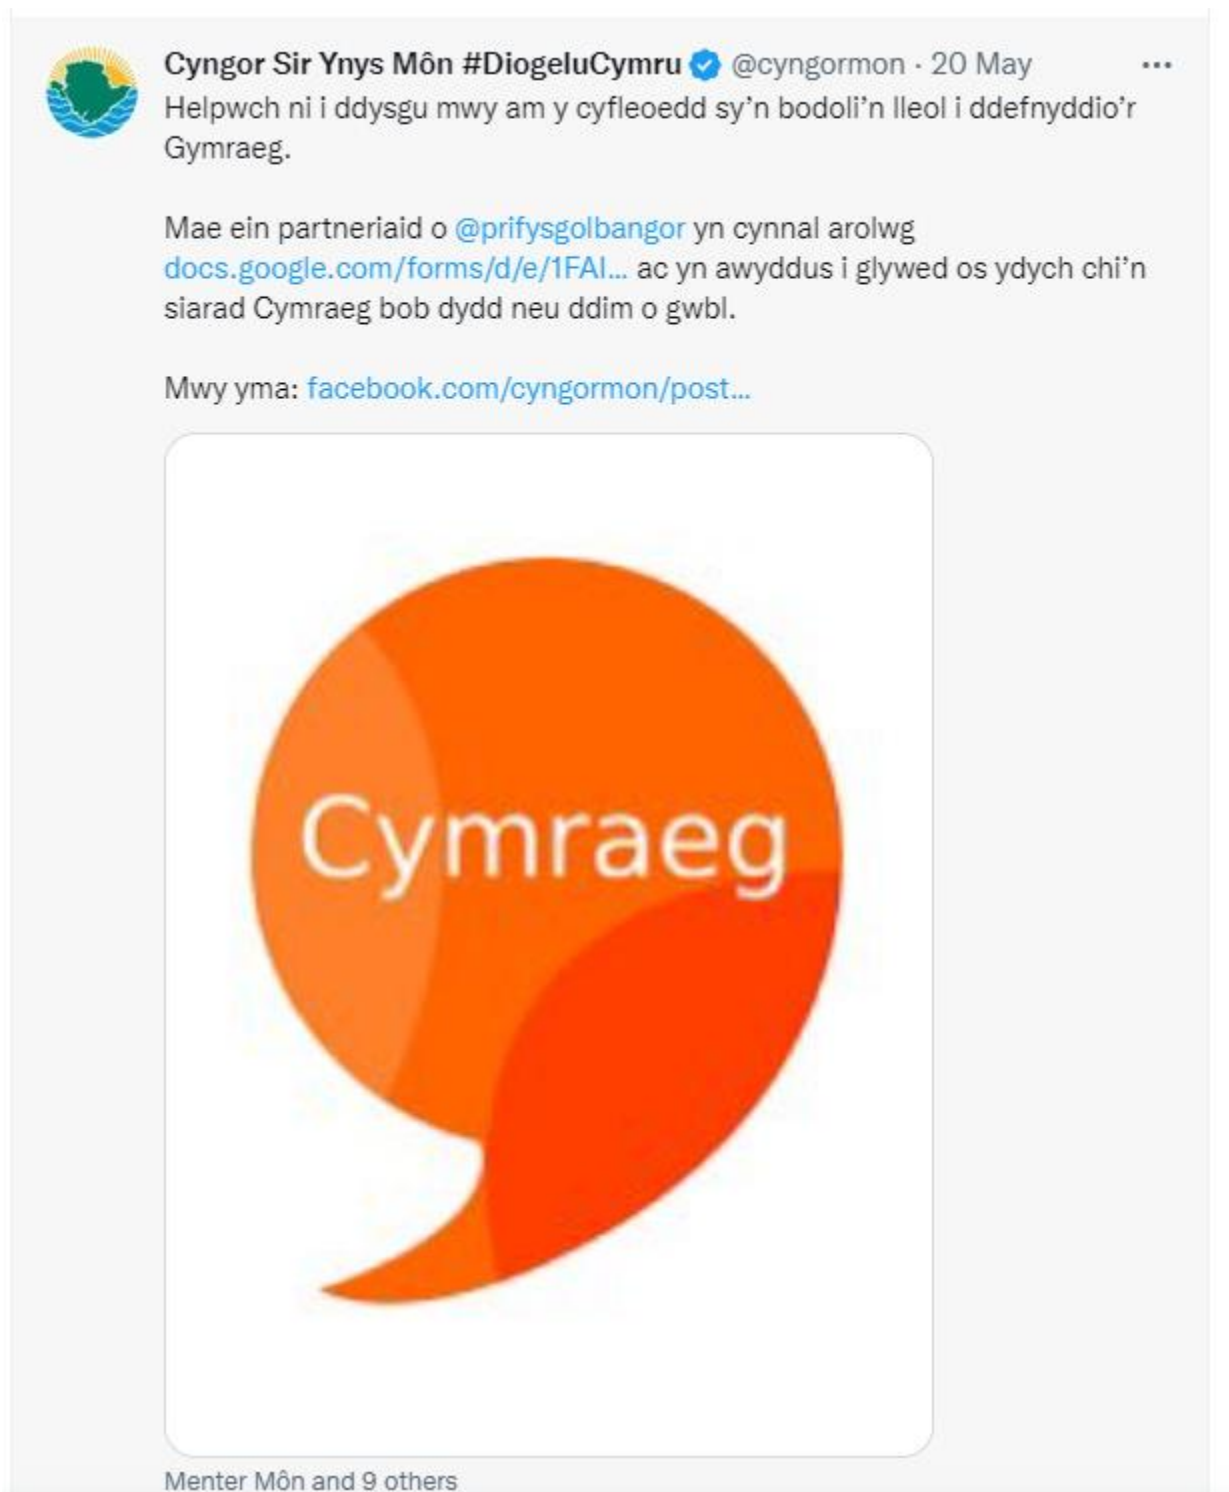 Cyngor Sir Ynys Môn #DiogeluCymru @cyngormon · 20 May
Helpwch ni i ddysgu mwy am y cyfleoedd sy’n bodoli’n lleol i ddefnyddio’r
Gymraeg.
Mae ein partneriaid o @prifysgolbangor yn cynnal arolwg
docs.google.com/forms/d/e/1FAI... ac yn awyddus i glywed os ydych chi’n
siarad Cymraeg bob dydd neu ddim o gwbl.
Mwy yma: facebook.com/cyngormon/post...
Cymraeg
Menter Môn and 9 others